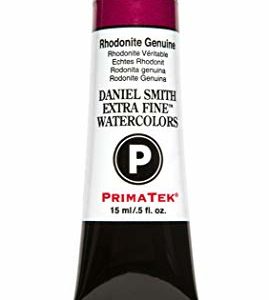 Rhodonite Genuine
Rhodonite Véritable
Echtes Rhodonit
Rodonita genuina
Rodonite Genuine
DANIEL SMITH
EXTRA FINE™
WATERCOLORS
P
PRIMATEK®
15 ml/.5 fl. oz.